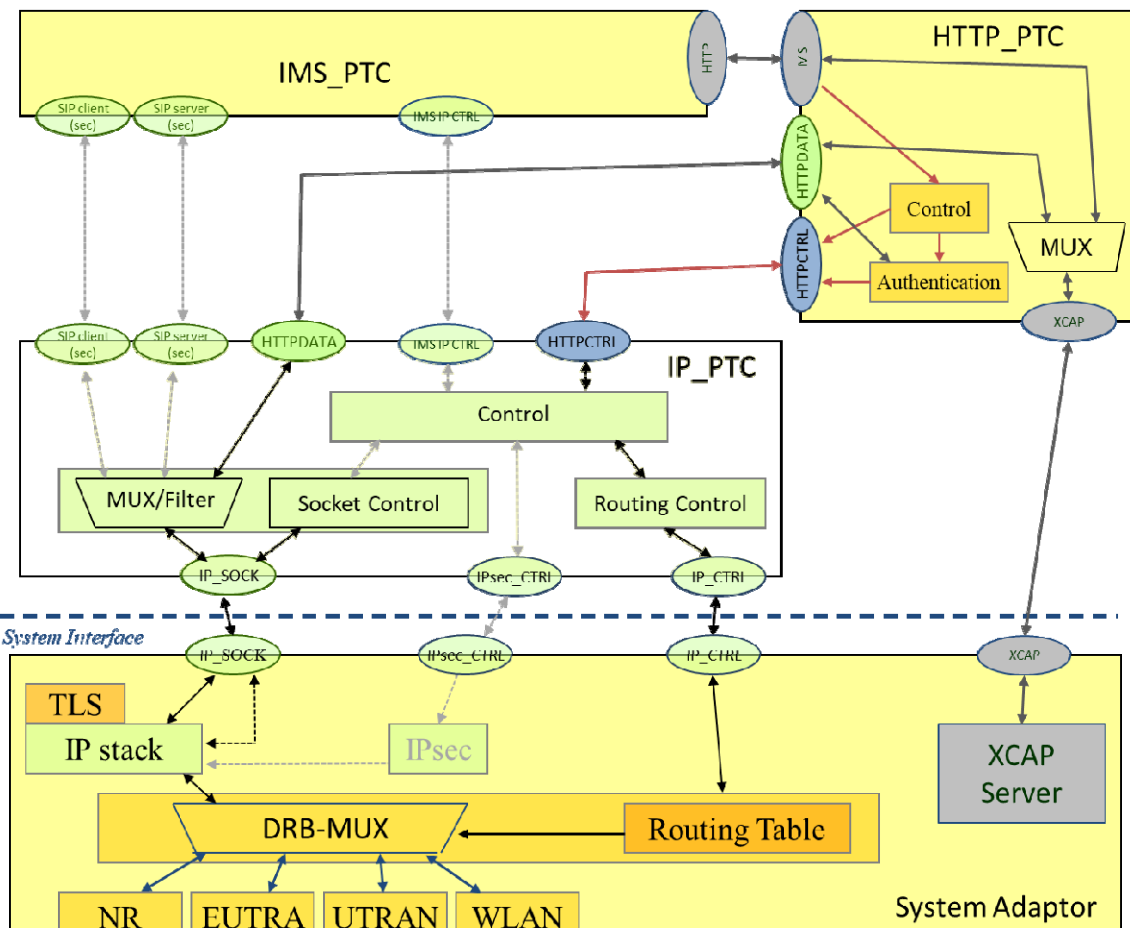 IMS_PTC
HTTP
IMS
HTTP_PTC
SIP client
(sec)
SIP server
(sec)
IMSIP CTRL
HTTPDATA
Control
HTTPCTRL
MUX
Authentication
XCAP
SIP client
(sec)
SIP server
(sec)
HTTPDATA
IMSIP CTRL
HTTPCTRL
IP_PTC
Control
MUX/Filter
Socket Control
Routing Control
IP_SOCK
IPsec_CTRL
IP_CTRL
System Interface
IP_SOCK
IPsec_CTRL
IP_CTRL
XCAP
TLS
IP stack
IPsec
XCAP
Server
DRB-MUX
Routing Table
NR
EUTRA
UTRAN
WLAN
System Adaptor